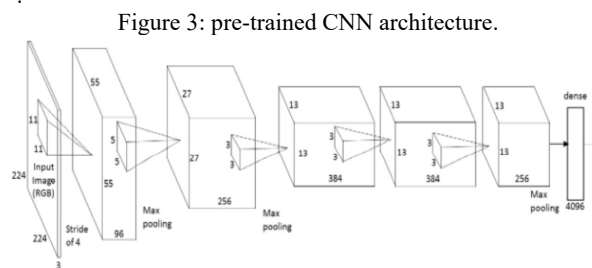 .
Figure 3: pre-trained CNN architecture.
224
11
11
Input
Image
(RGB)
224
3
Stride
of 4
55
55
96
5
5
Max
pooling
27
27
256
3
3
Max
pooling
13
13
384
3
3
13
13
384
3
3
13
13
256
Max
pooling
dense
4096